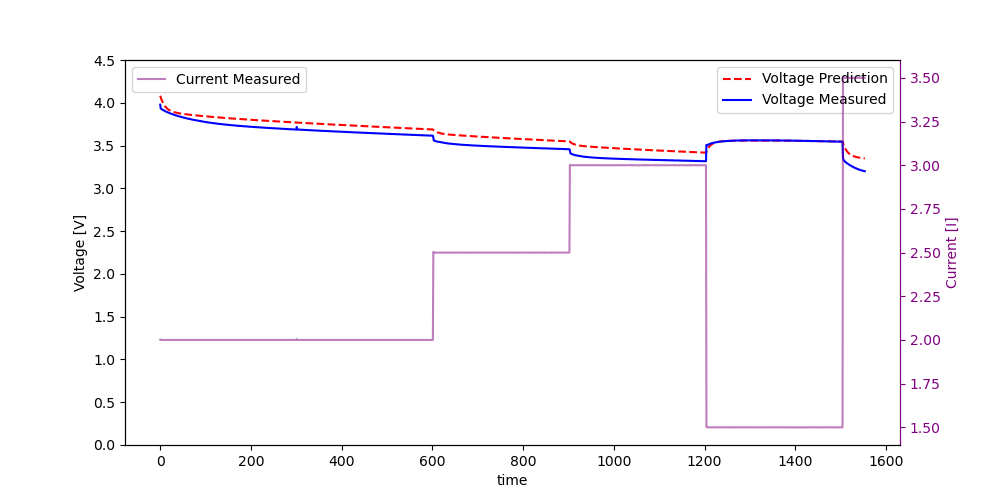 Current Measured
Voltage Prediction
Voltage Measured
4.5
4.0
3.5
3.0
2.5
2.0
1.5
1.0
0.5
0.0
Voltage [V]
3.50
3.25
3.00
2.75
2.50
2.25
2.00
1.75
1.50
Current [I]
0 200 400 600 800 1000 1200 1400 1600
time